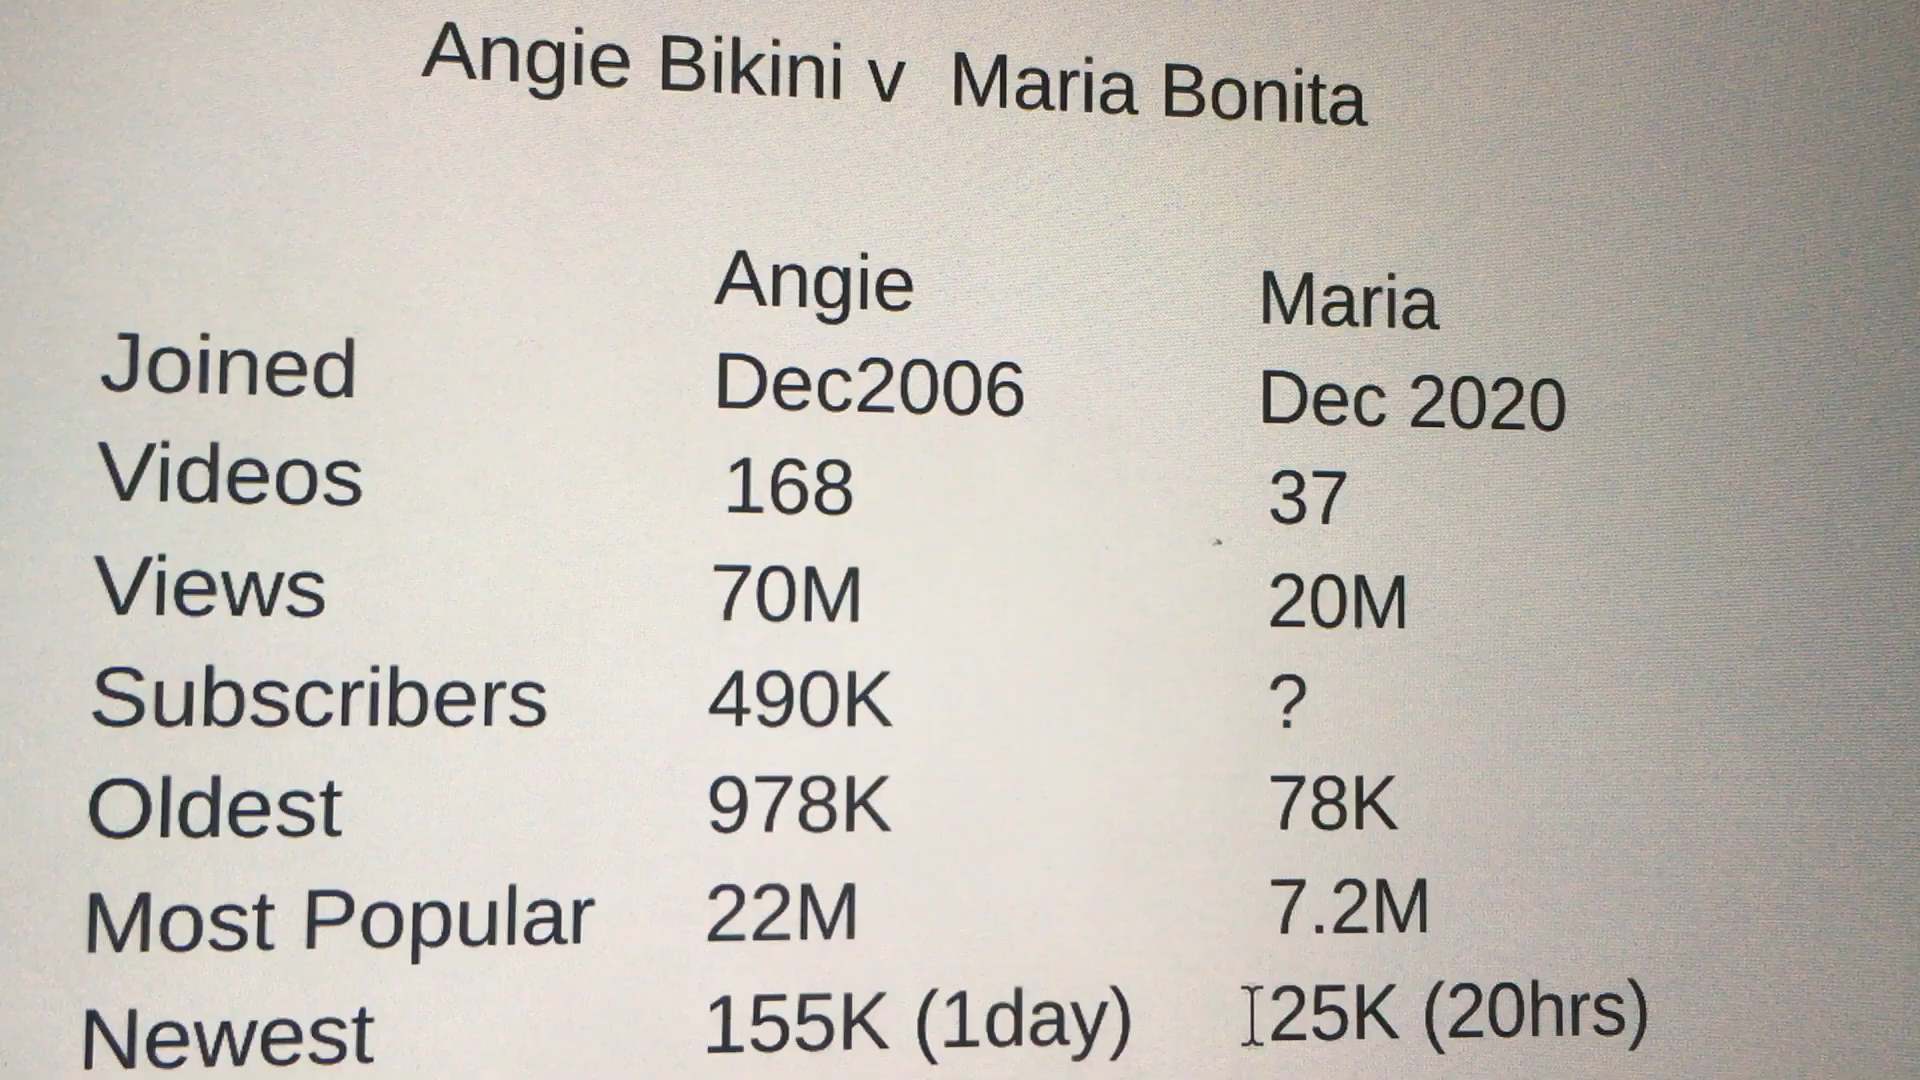 Angie Bikini v Maria Bonita
Angie Maria
Joined Dec2006 Dec 2020
Videos 168 37
Views 70M 20M
Subscribers 490K ?
Oldest 978K 78K
Most Popular 22M 7.2M
Newest 155K (1day) 25K (20hrs)